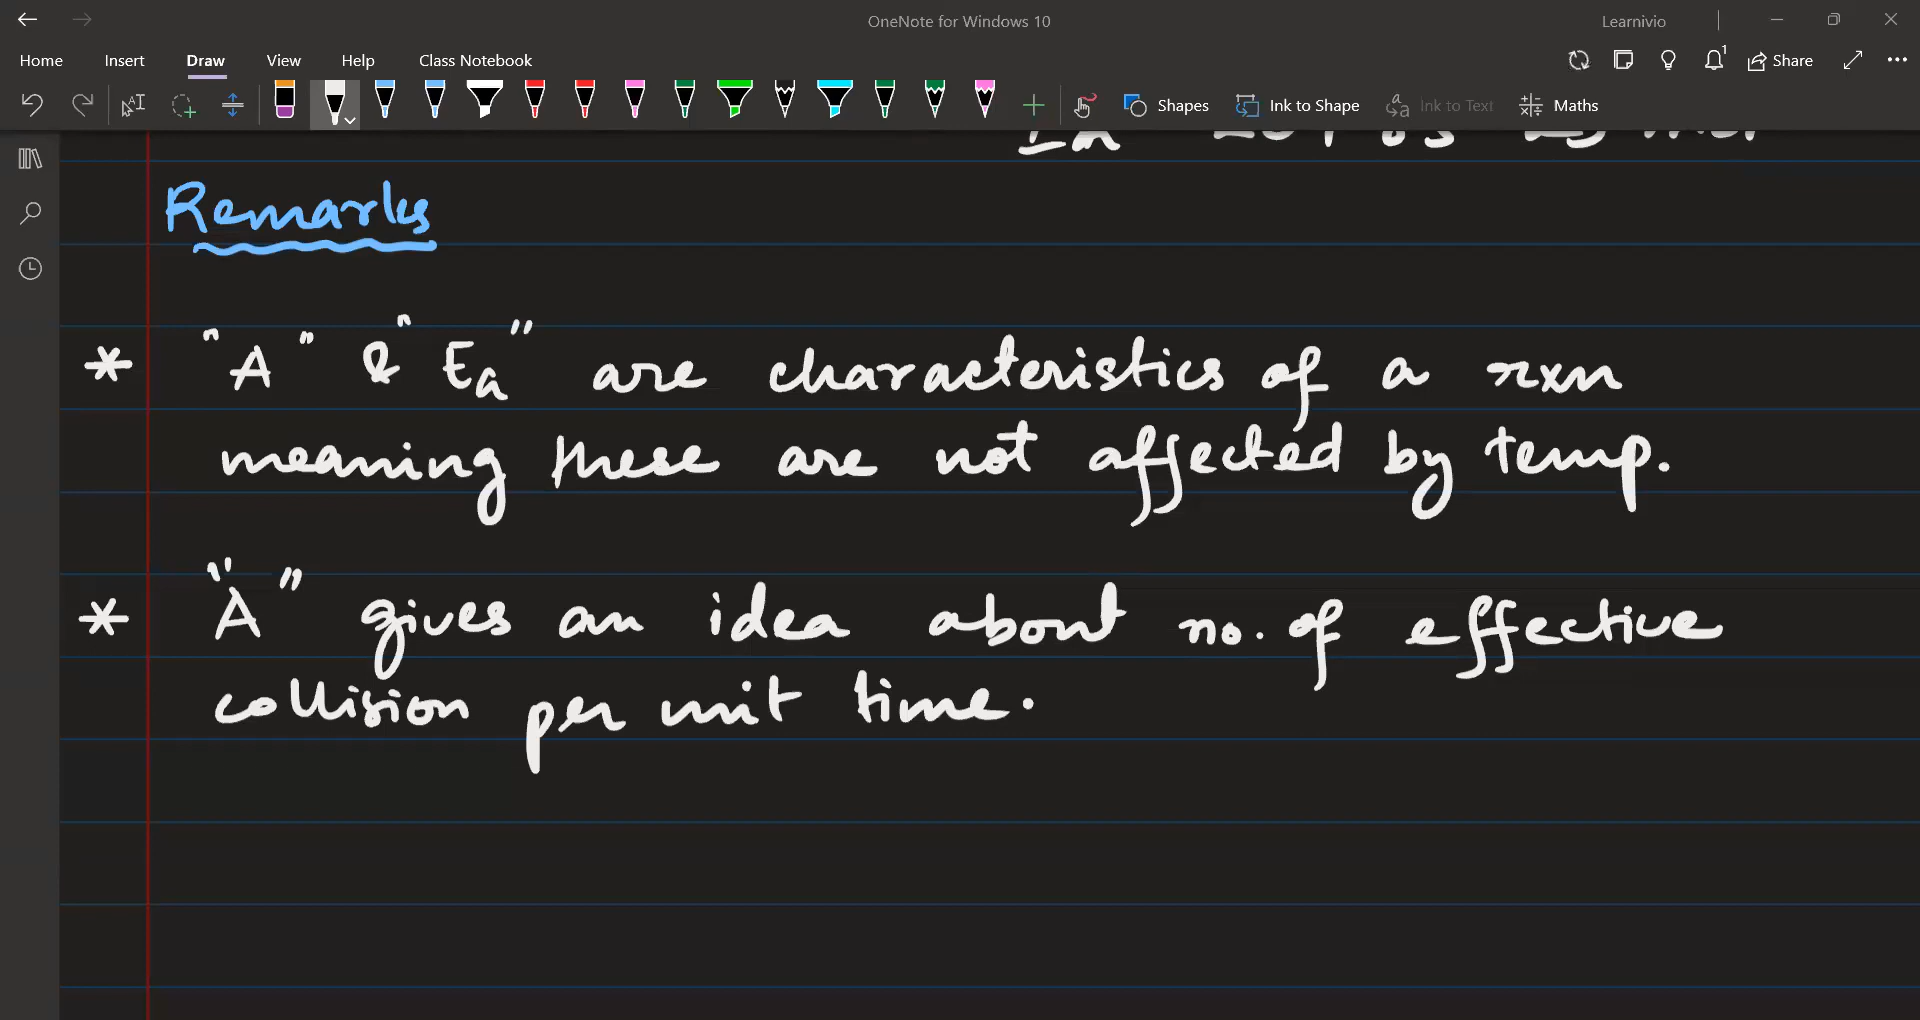 OneNote for Windows 10
Learnivio
Home Insert Draw View Help Class Notebook
1
Share
Shapes Ink to Shape Ink to Text Maths
Remarks
* "A" & "Ea" are characteristics of a rxn
meaning these are not affected by temp.
* "A" gives an idea about no. of effective
collision per unit time.